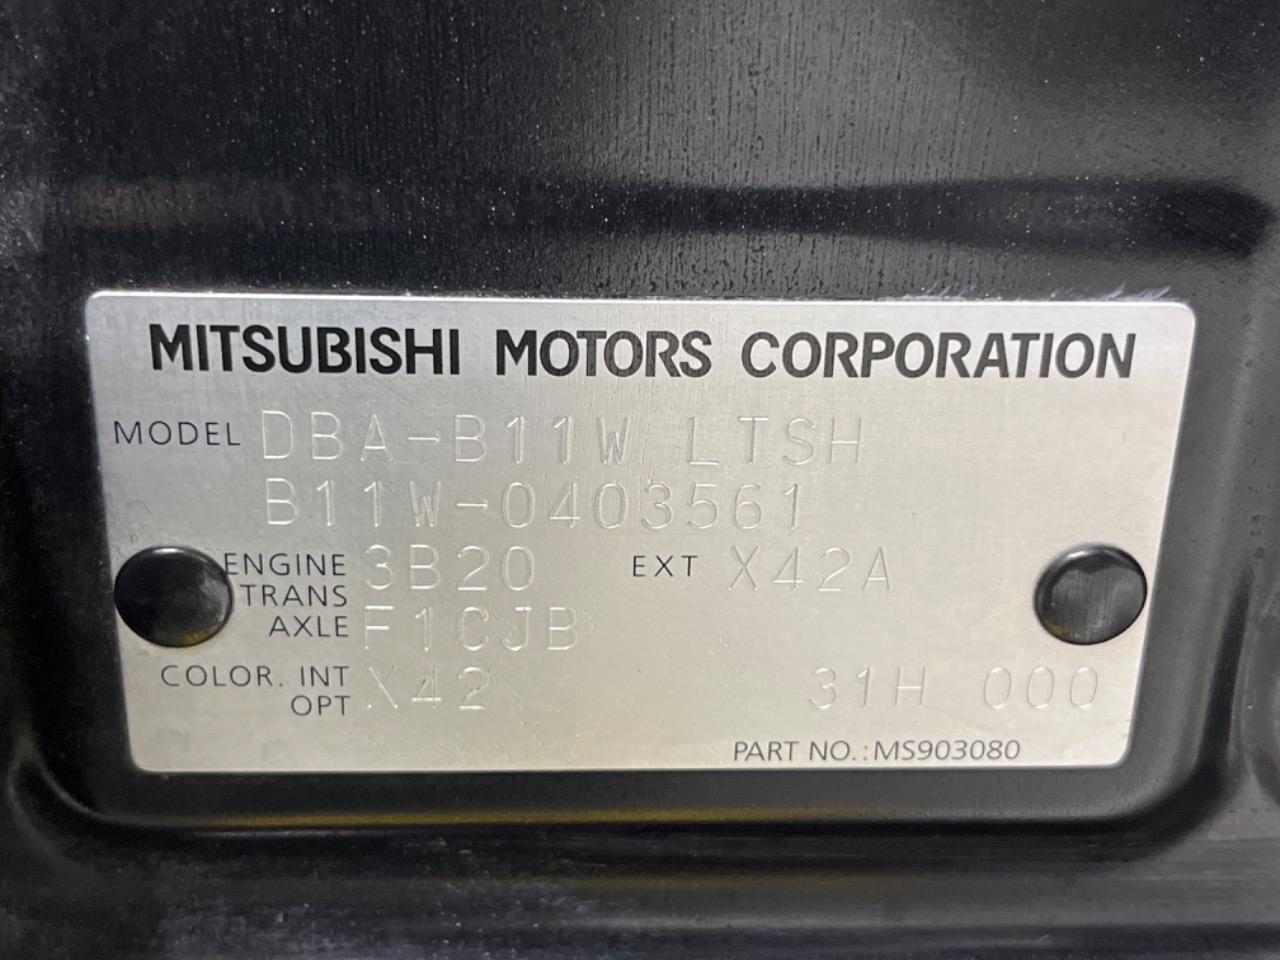 MITSUBISHI MOTORS CORPORATION
MODEL DBA-B11W LTSH
B11W-0403561
ENGINE 3B20 EXT X42A
TRANS
AXLE F1CJB
COLOR. INT X42 31H 000
OPT
PART NO.:MS903080